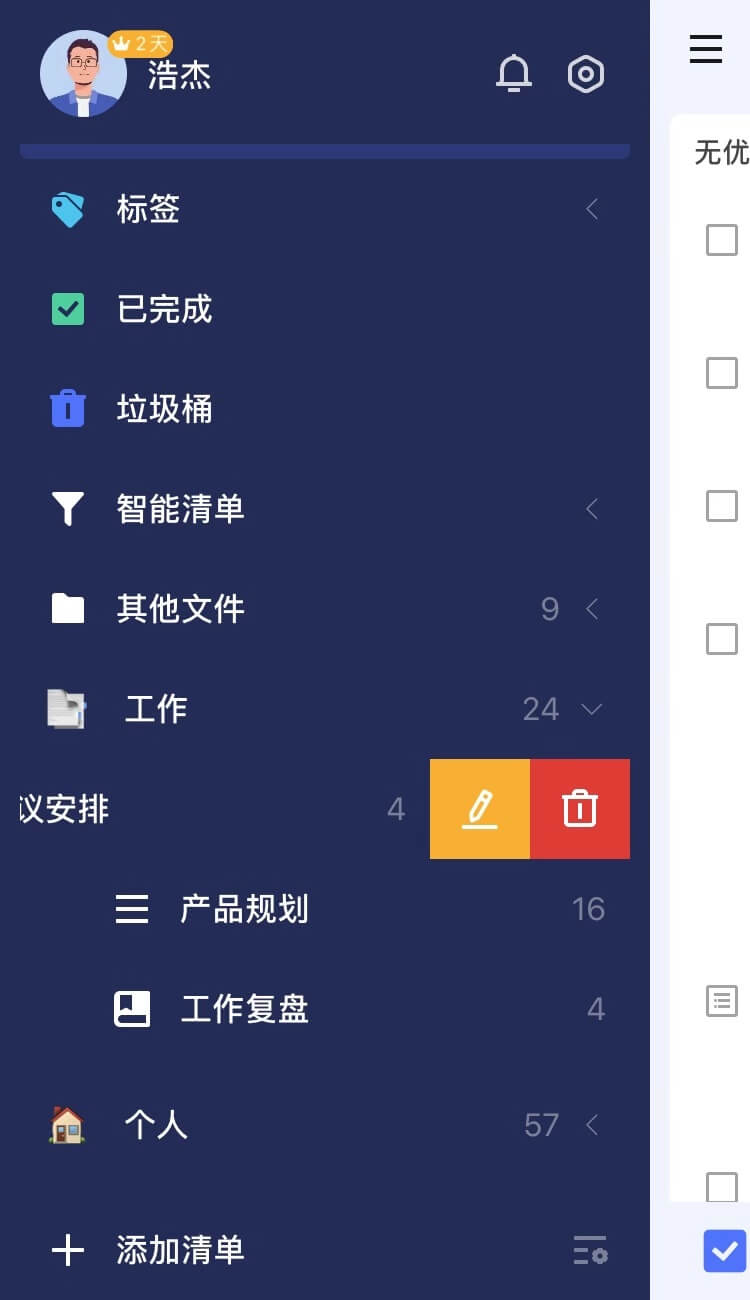 2天
浩杰
无优
标签
已完成
垃圾桶
智能清单
其他文件 9
工作 24
议安排 4
产品规划 16
工作复盘 4
个人 57
添加清单